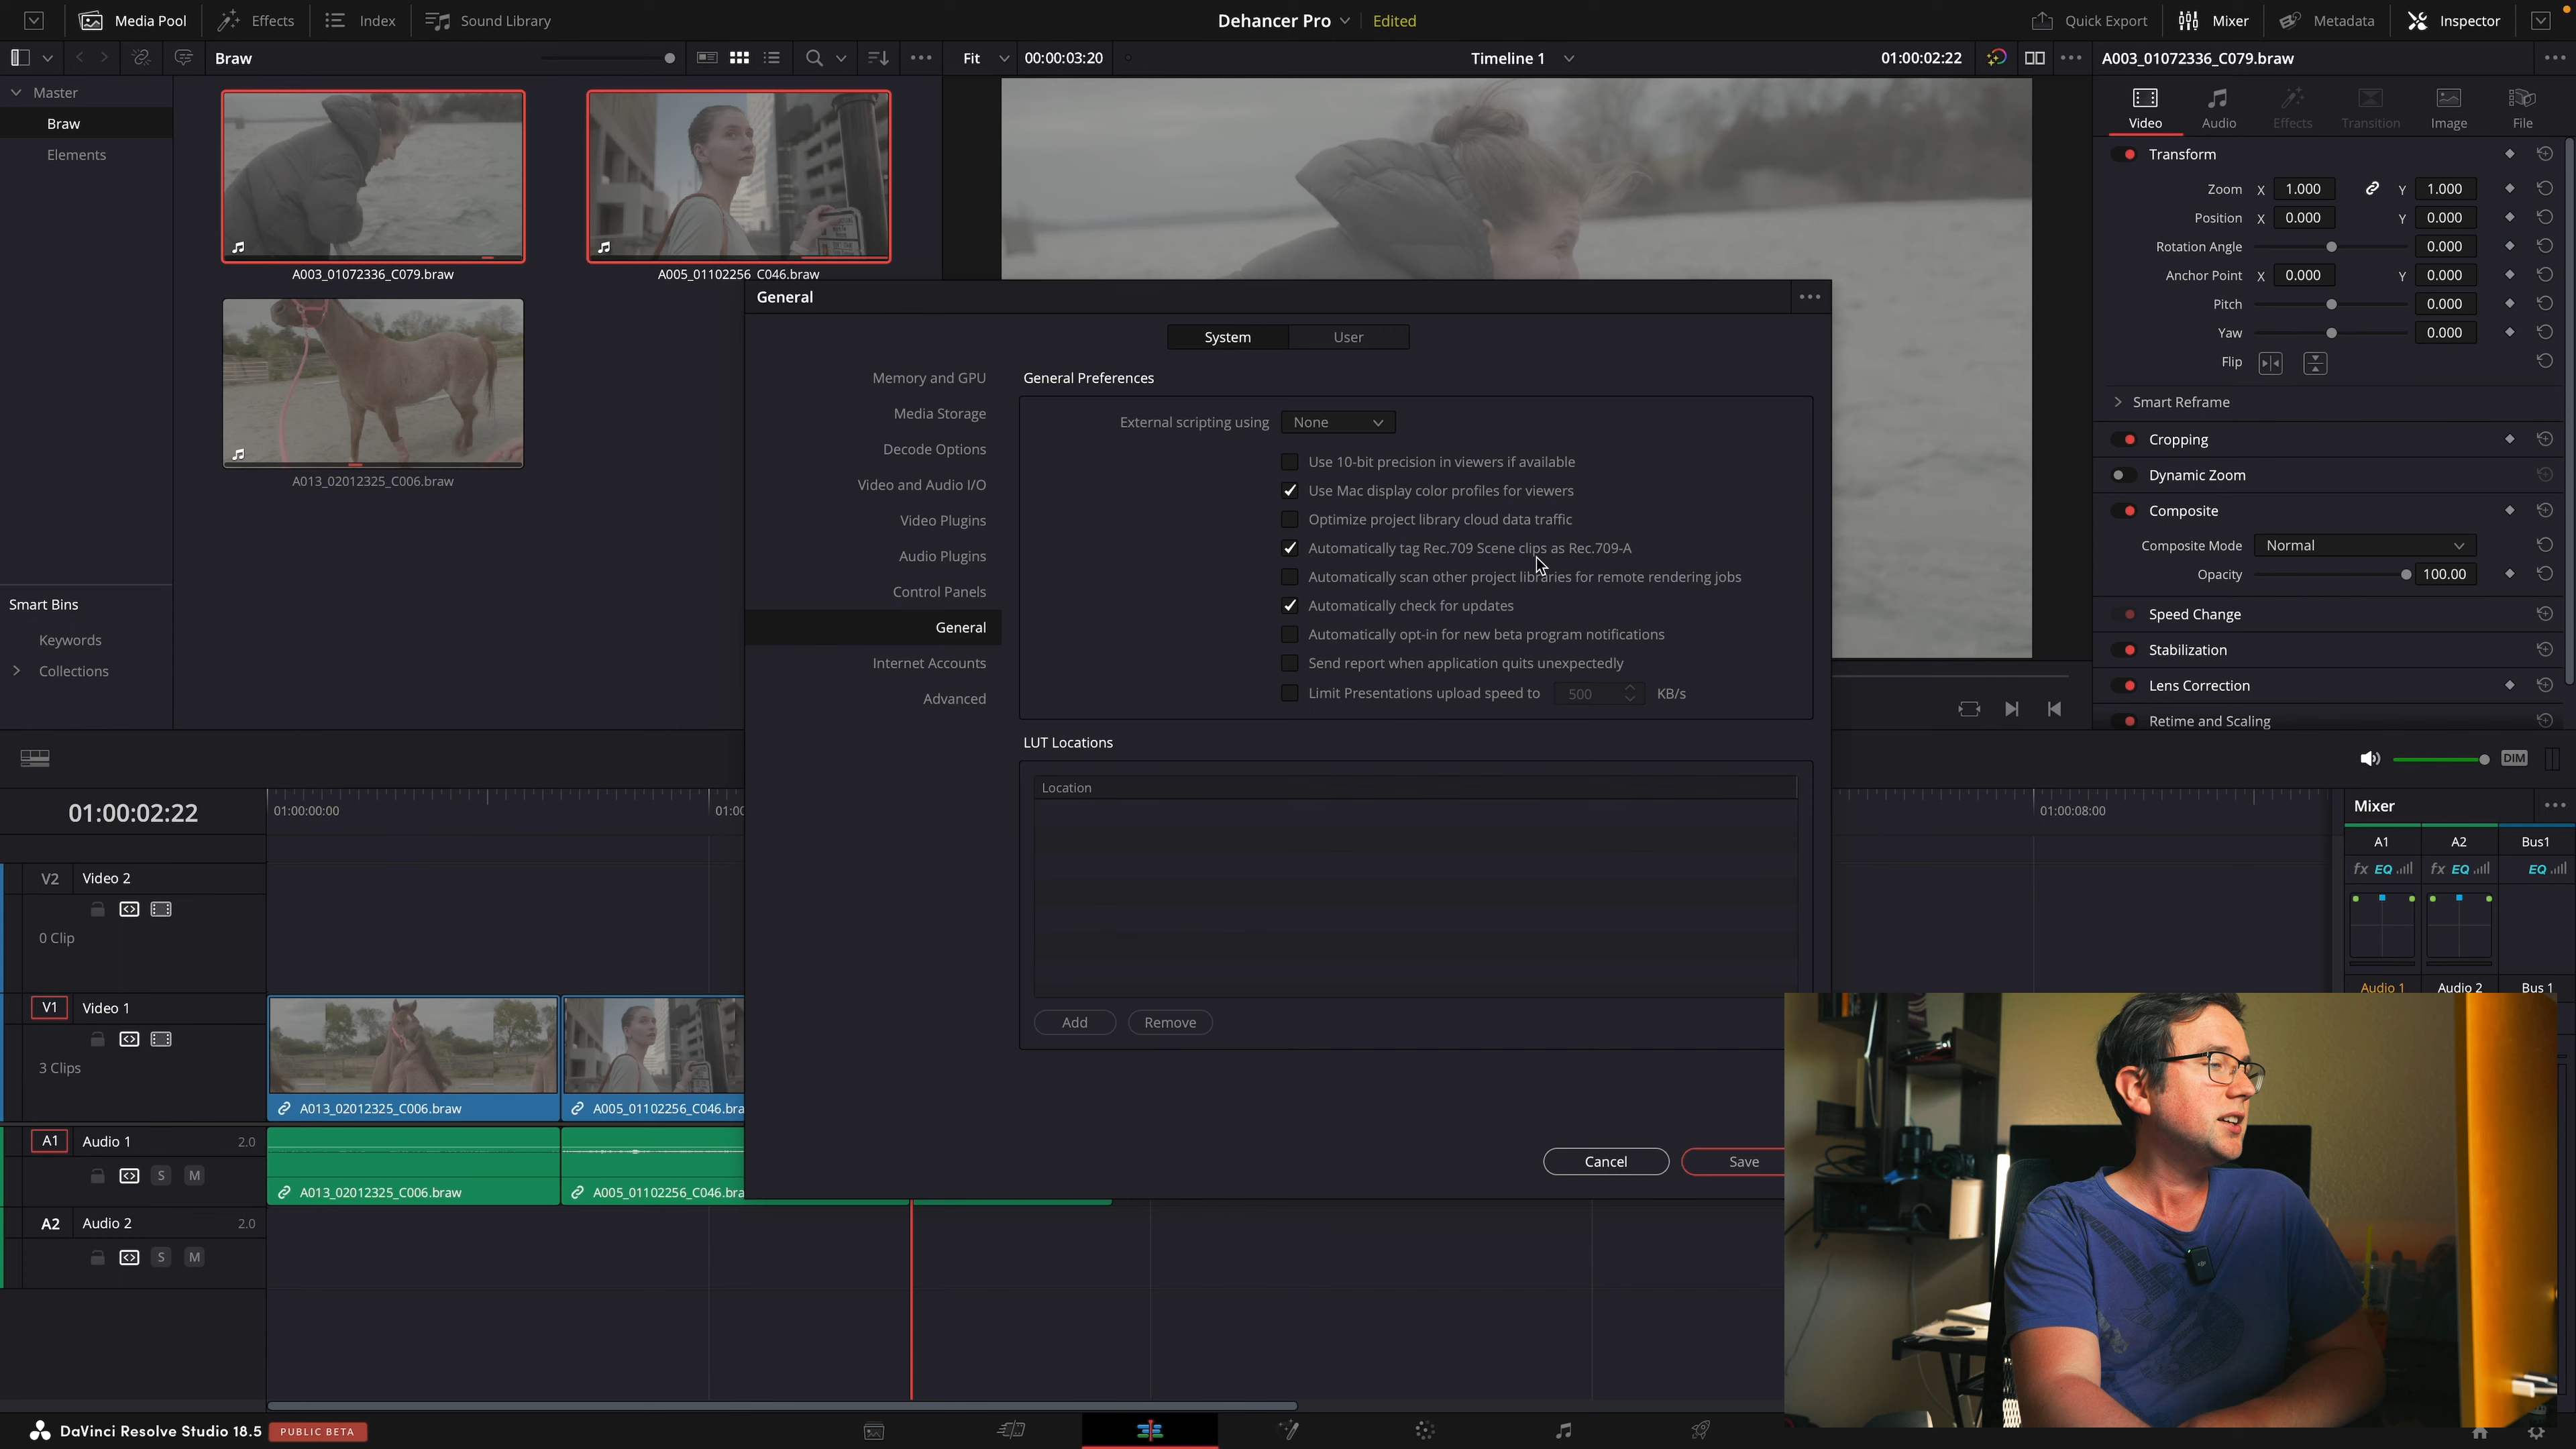 Media Pool Effects Index Sound Library Dehancer Pro Edited Quick Export Mixer Metadata Inspector
Braw Fit 00:00:03:20 Timeline 1 01:00:02:22 A003_01072336_C079.braw
Master
Braw
Elements
A003_01072336_C079.braw
A005_01102256_C046.braw
A013_02012325_C006.braw
Smart Bins
Keywords
Collections
Video Audio Effects Transition Image File
Transform
Zoom X 1.000 Y 1.000
Position X 0.000 Y 0.000
Rotation Angle 0.000
Anchor Point X 0.000 Y 0.000
Pitch 0.000
Yaw 0.000
Flip
Smart Reframe
Cropping
Dynamic Zoom
Composite
Composite Mode Normal
Opacity 100.00
Speed Change
Stabilization
Lens Correction
Retime and Scaling
General
System User
Memory and GPU
Media Storage
Decode Options
Video and Audio I/O
Video Plugins
Audio Plugins
Control Panels
General
Internet Accounts
Advanced
General Preferences
External scripting using None
Use 10-bit precision in viewers if available
Use Mac display color profiles for viewers
Optimize project library cloud data traffic
Automatically tag Rec.709 Scene clips as Rec.709-A
Automatically scan other project libraries for remote rendering jobs
Automatically check for updates
Automatically opt-in for new beta program notifications
Send report when application quits unexpectedly
Limit Presentations upload speed to 500 KB/s
LUT Locations
Location
Add Remove
Cancel Save
DIM
01:00:02:22 01:00:00:00 01:00 01:00:08:00
Mixer
A1 A2 Bus1
fx EQ fx EQ EQ
Audio 1 Audio 2 Bus 1
V2 Video 2
0 Clip
V1 Video 1
3 Clips
A013_02012325_C006.braw A005_01102256_C046.bra
A1 Audio 1 2.0
S M
A013_02012325_C006.braw A005_01102256_C046.bra
A2 Audio 2 2.0
S M
DaVinci Resolve Studio 18.5 PUBLIC BETA